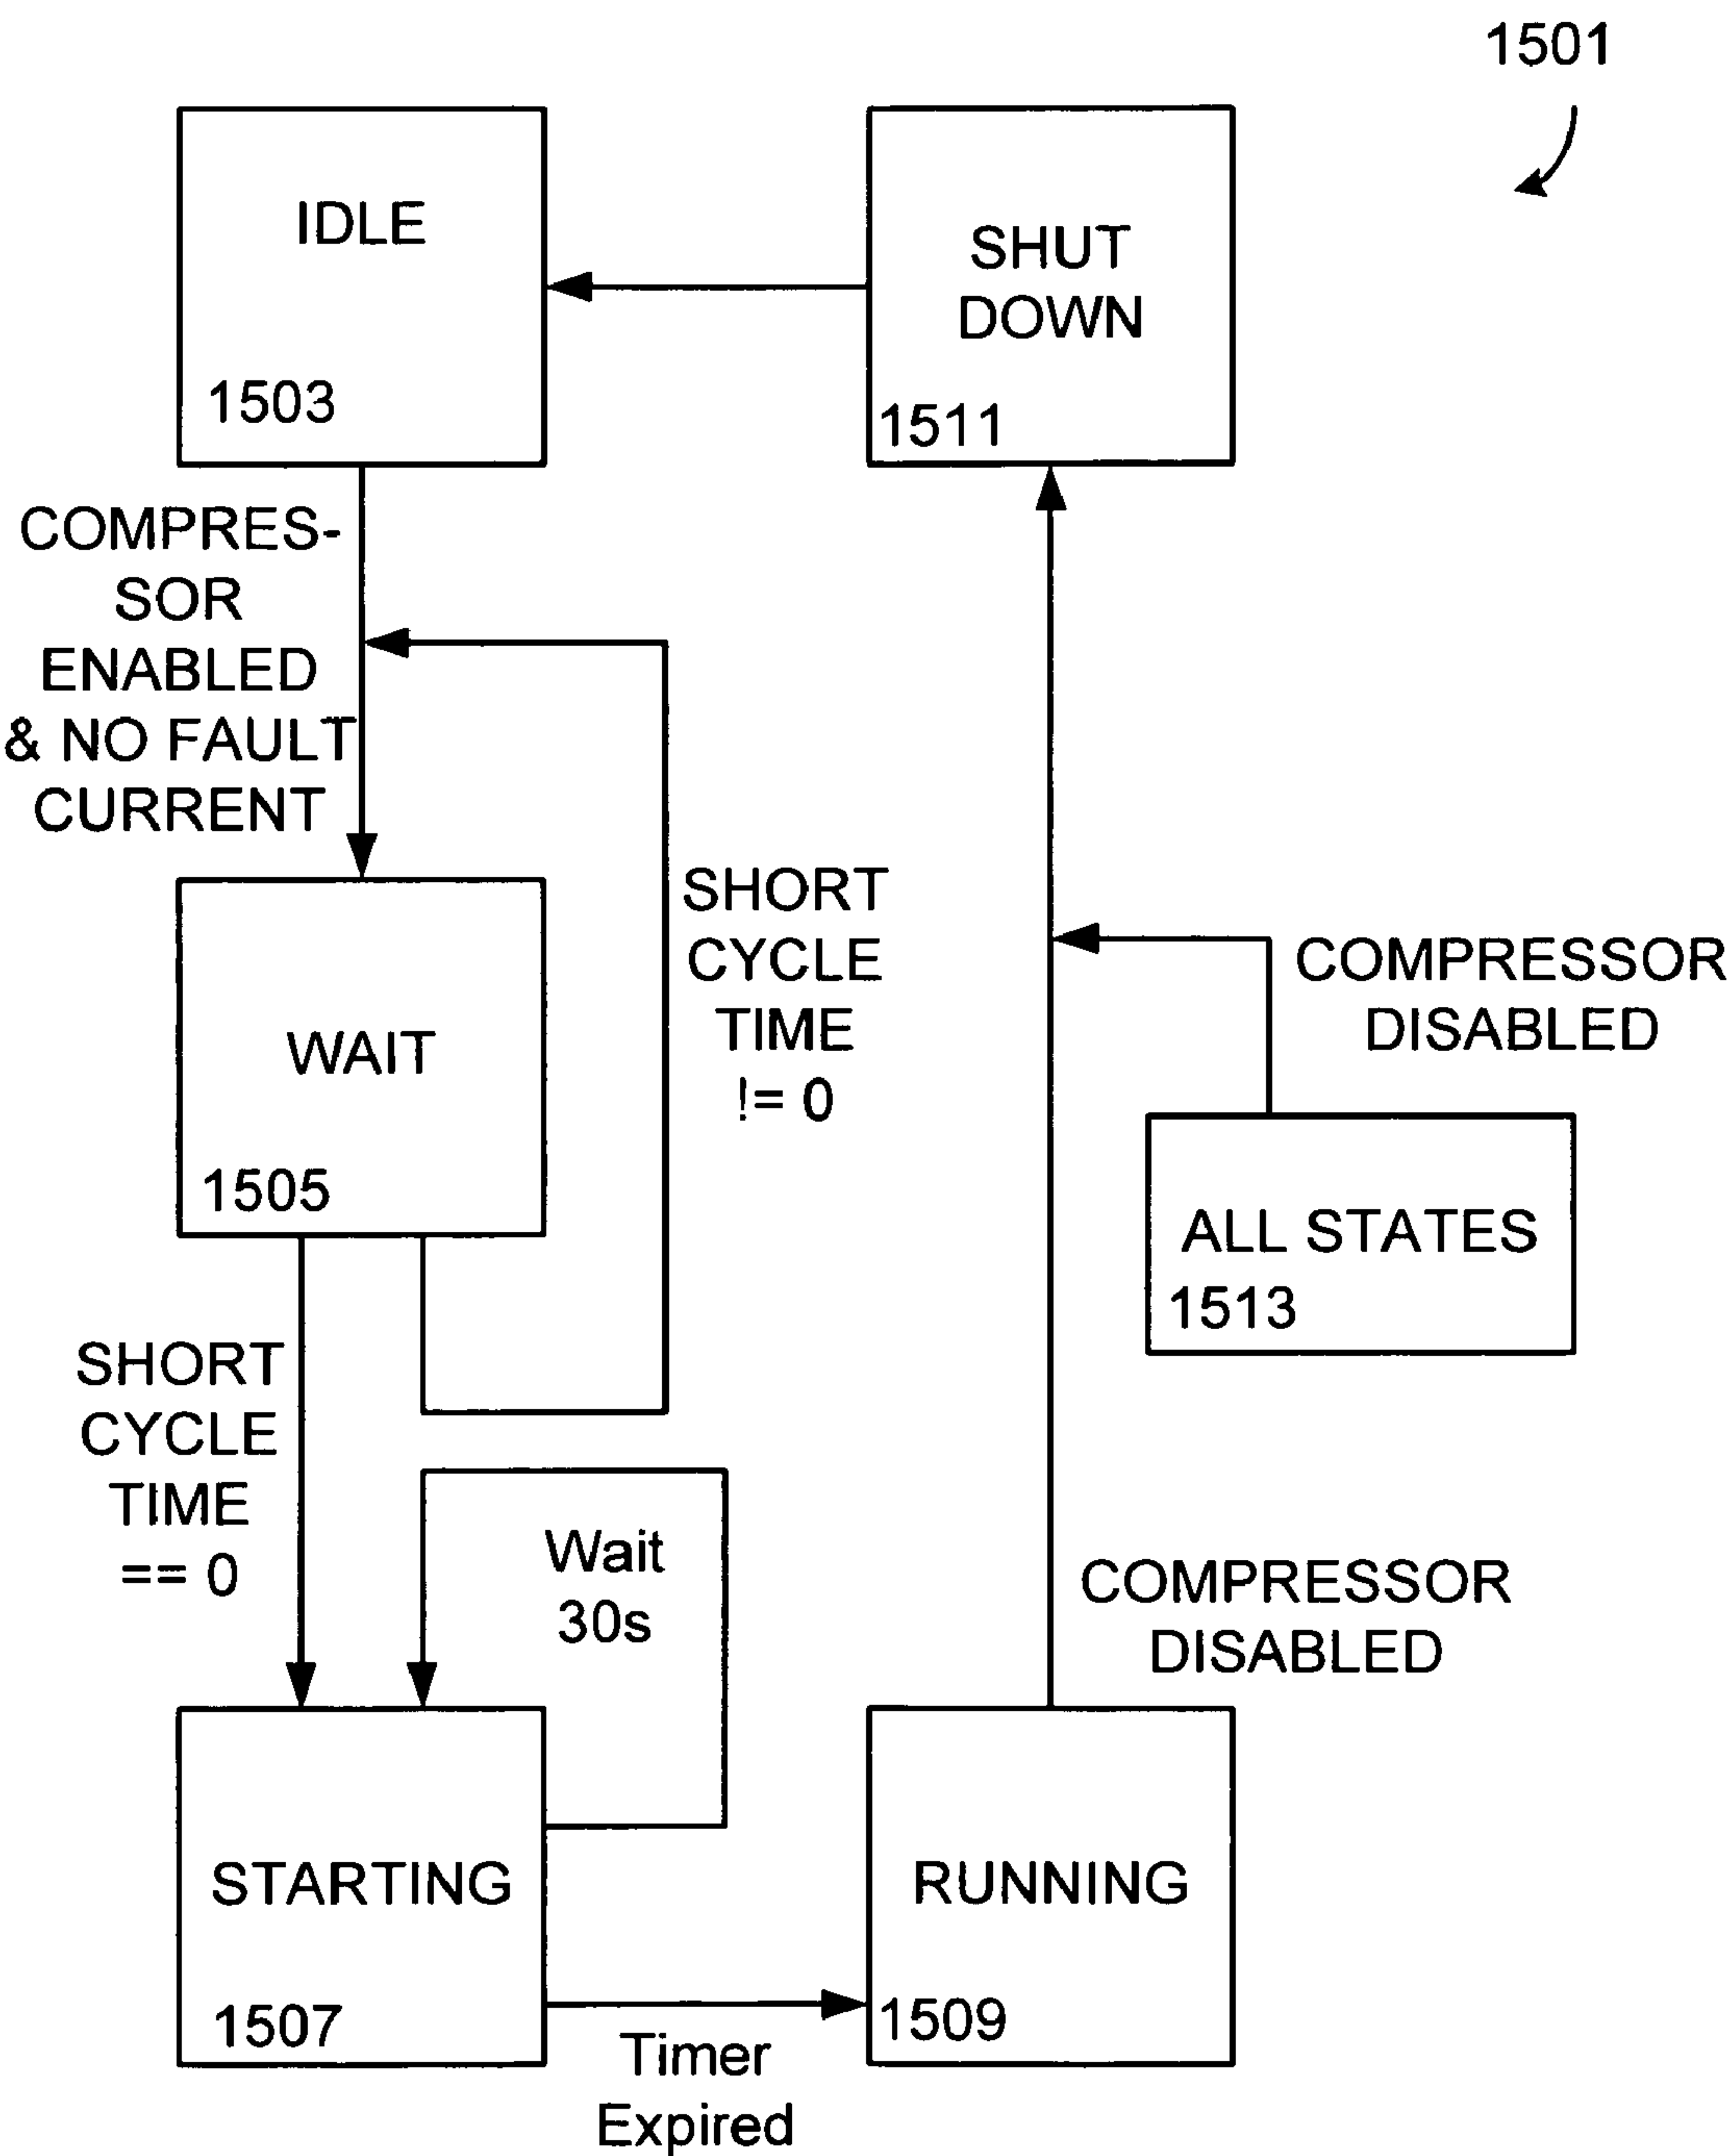 1501
IDLE
1503
SHUT
DOWN
1511
COMPRES-
SOR
ENABLED
& NO FAULT
CURRENT
WAIT
1505
SHORT
CYCLE
TIME
!= 0
COMPRESSOR
DISABLED
ALL STATES
1513
SHORT
CYCLE
TIME
== 0
Wait
30s
COMPRESSOR
DISABLED
STARTING
1507
RUNNING
1509
Timer
Expired